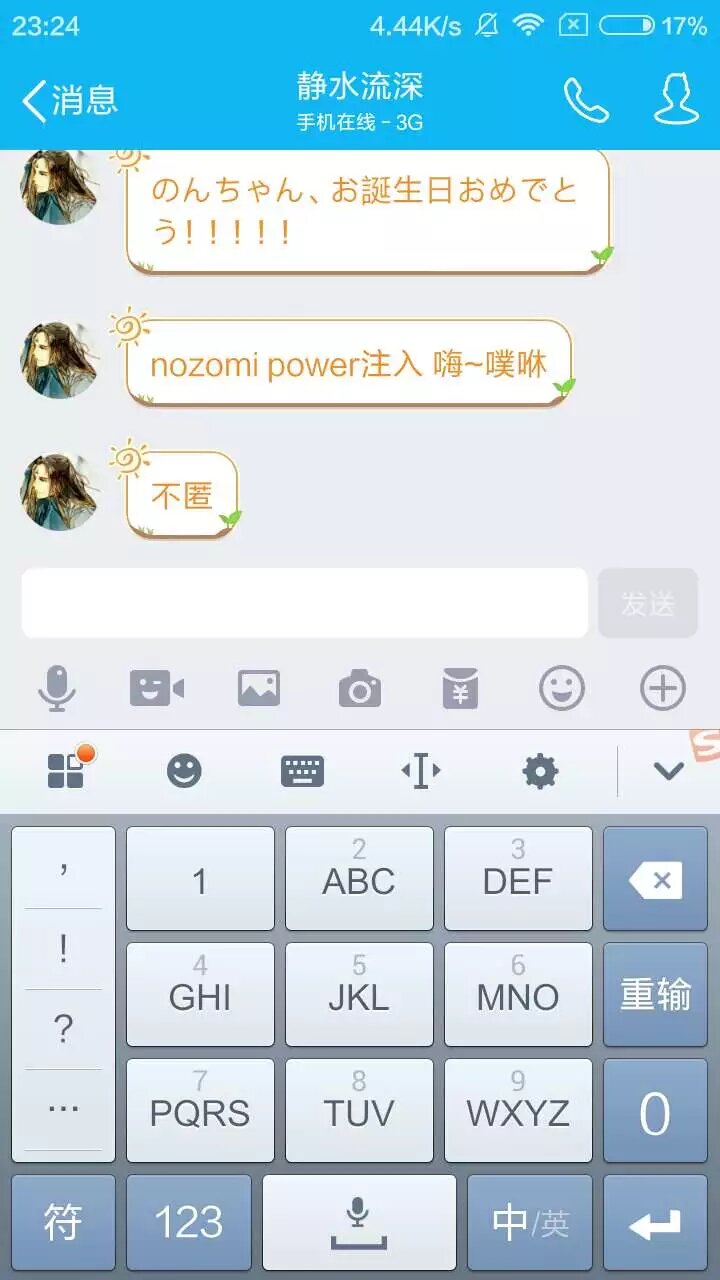 23:24 4.44K/s 17%
消息
静水流深
手机在线 - 3G
のんちゃん、お誕生日おめでと
う！！！！！
nozomi power注入 嗨~噗咻
不匿
发送
,
!
?
...
1
2
ABC
3
DEF
4
GHI
5
JKL
6
MNO
重输
7
PQRS
8
TUV
9
WXYZ
0
符
123
中/英